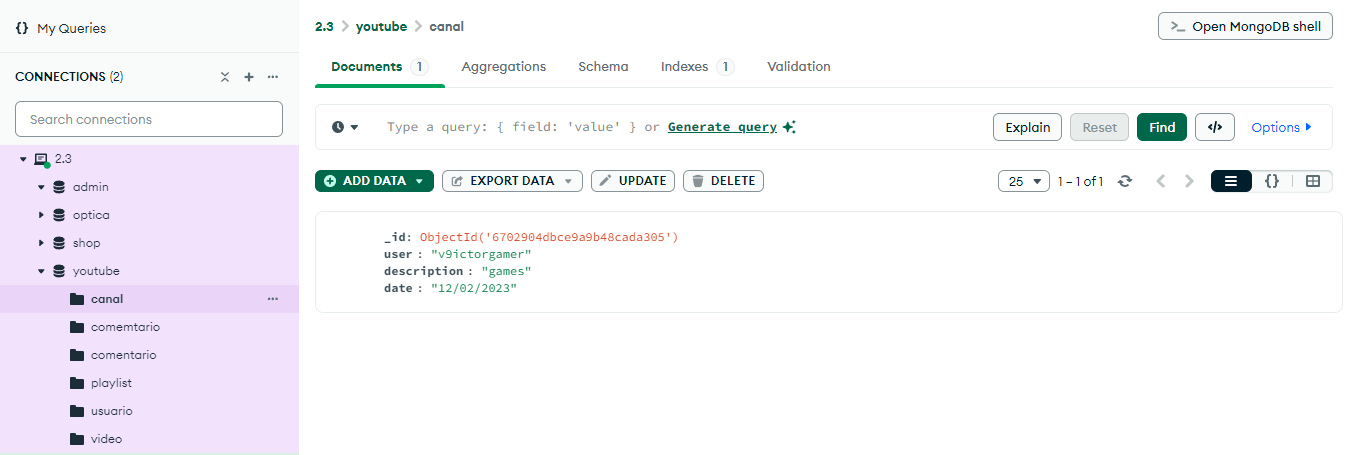 {} My Queries
CONNECTIONS (2)
Search connections
2.3
admin
optica
shop
youtube
canal
comemtario
comentario
playlist
usuario
video
2.3 > youtube > canal
>_ Open MongoDB shell
Documents 1 Aggregations Schema Indexes 1 Validation
Type a query: { field: 'value' } or Generate query
Explain Reset Find </> Options
ADD DATA EXPORT DATA UPDATE DELETE
25 1 – 1 of 1 {}
_id: ObjectId('6702904dbce9a9b48cada305')
user : "v9ictorgamer"
description : "games"
date : "12/02/2023"